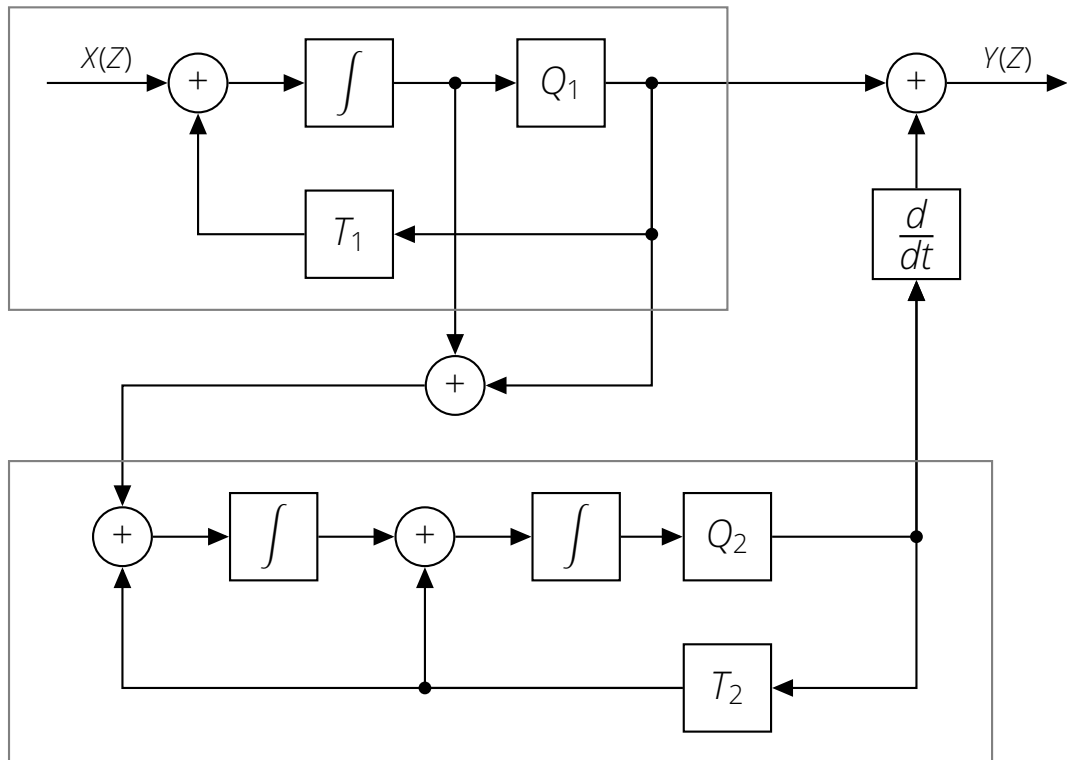 X(Z)
+
∫
Q1
+
Y(Z)
T1
d
dt
+
+
∫
+
∫
Q2
T2